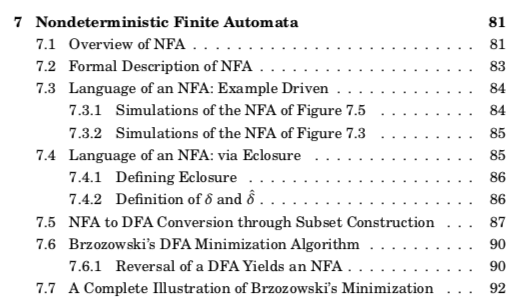 7 Nondeterministic Finite Automata 81
7.1 Overview of NFA . . . . . . . . . . . . . . . . . . . . . . . . . 81
7.2 Formal Description of NFA . . . . . . . . . . . . . . . . . . . 83
7.3 Language of an NFA: Example Driven . . . . . . . . . . . . . 84
7.3.1 Simulations of the NFA of Figure 7.5 . . . . . . . . . 84
7.3.2 Simulations of the NFA of Figure 7.3 . . . . . . . . . . 85
7.4 Language of an NFA: via Eclosure . . . . . . . . . . . . . . 85
7.4.1 Defining Eclosure . . . . . . . . . . . . . . . . . . . . 86
7.4.2 Definition of δ and δ̂ . . . . . . . . . . . . . . . . . . . 86
7.5 NFA to DFA Conversion through Subset Construction . . . 87
7.6 Brzozowski's DFA Minimization Algorithm . . . . . . . . . . 90
7.6.1 Reversal of a DFA Yields an NFA . . . . . . . . . . . . 90
7.7 A Complete Illustration of Brzozowski's Minimization . . . 92